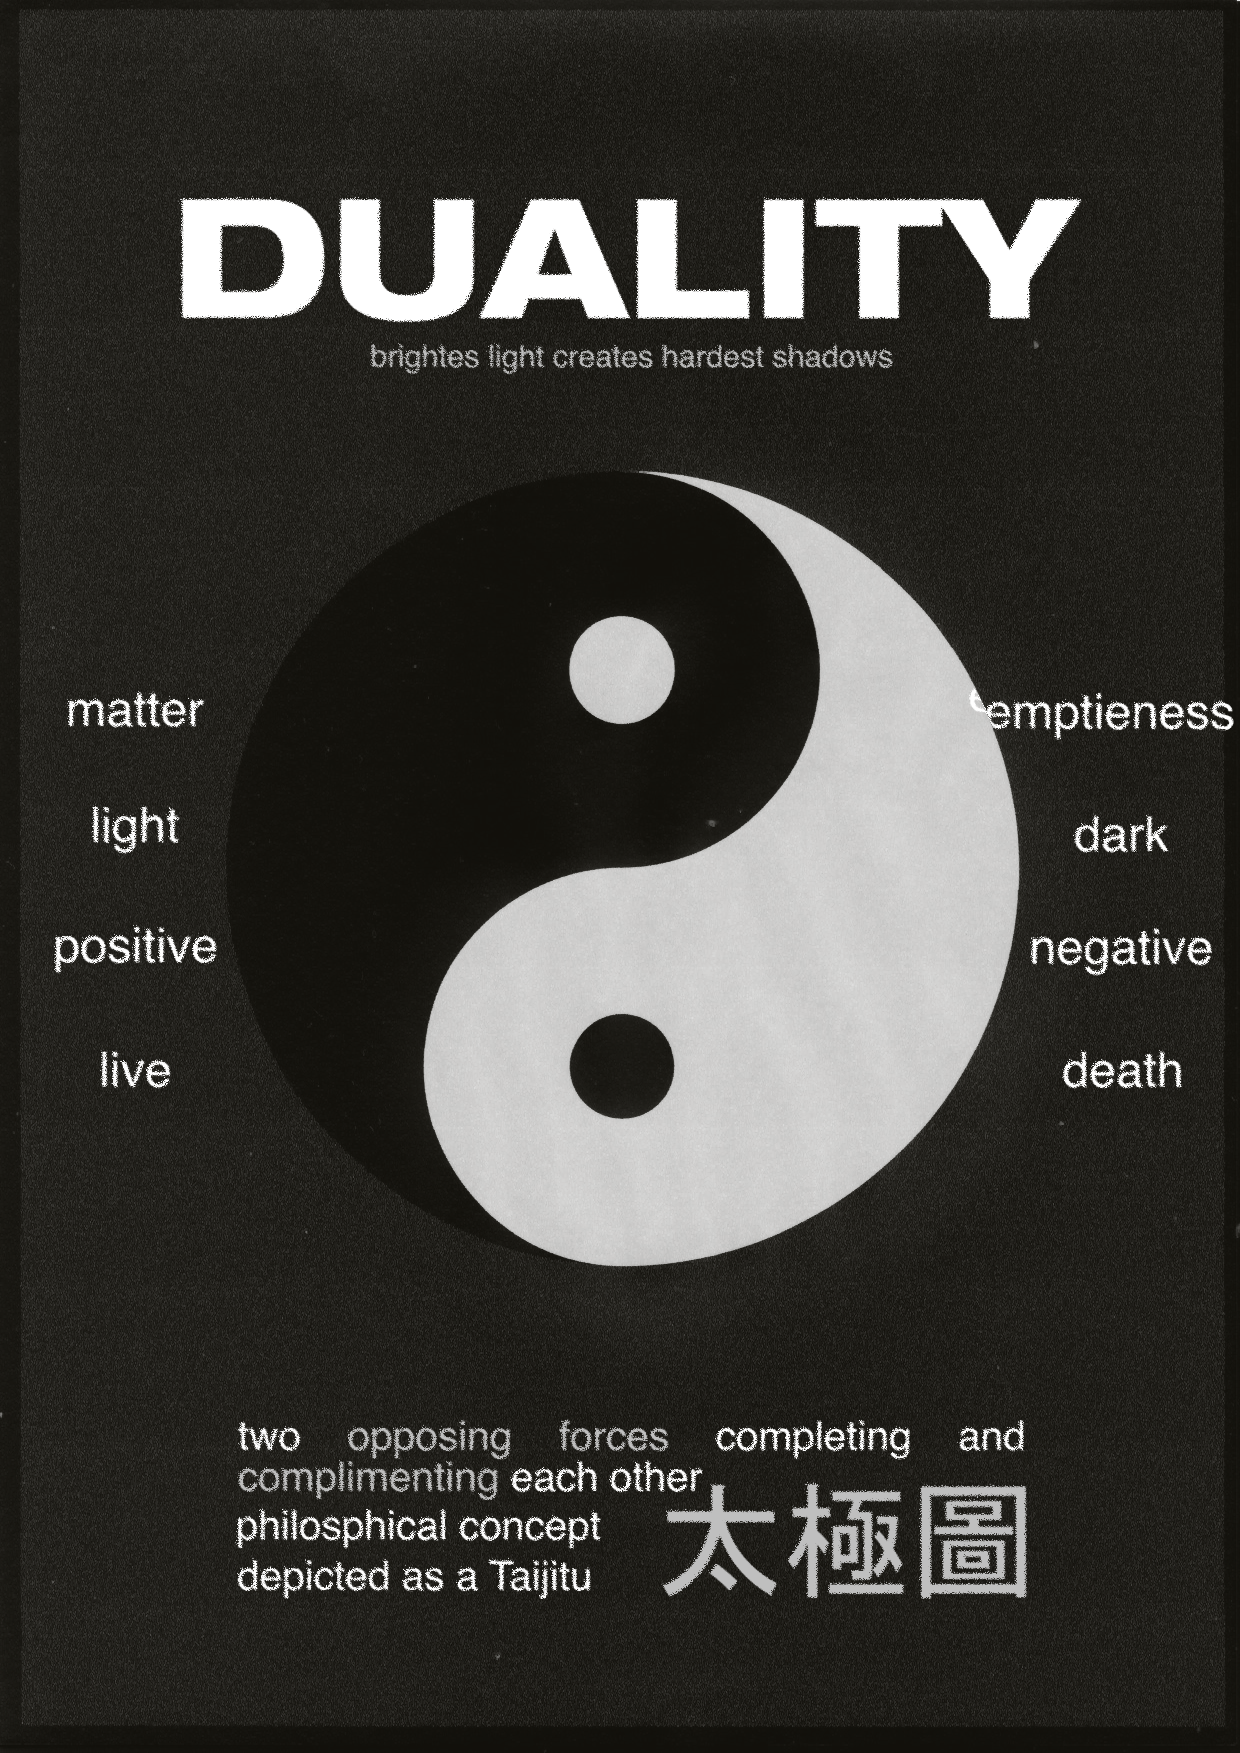 DUALITY
brightes light creates hardest shadows
matter
emptieness
light
dark
positive
negative
live
death
two opposing forces completing and
complimenting each other
philosphical concept
depicted as a Taijitu
太極圖